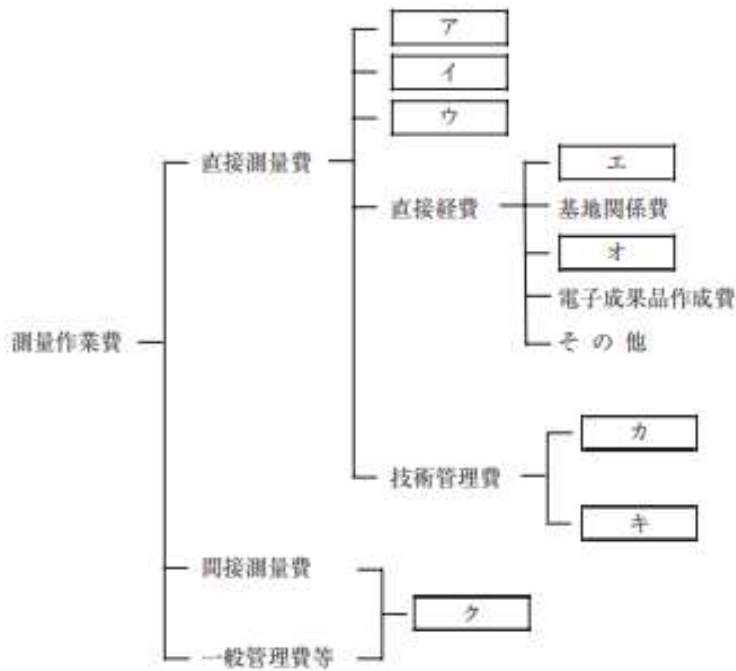 ア
イ
ウ
直接測量費
エ
直接経費
基地関係費
オ
電子成果品作成費
その他
測量作業費
カ
技術管理費
キ
間接測量費
ク
一般管理費等